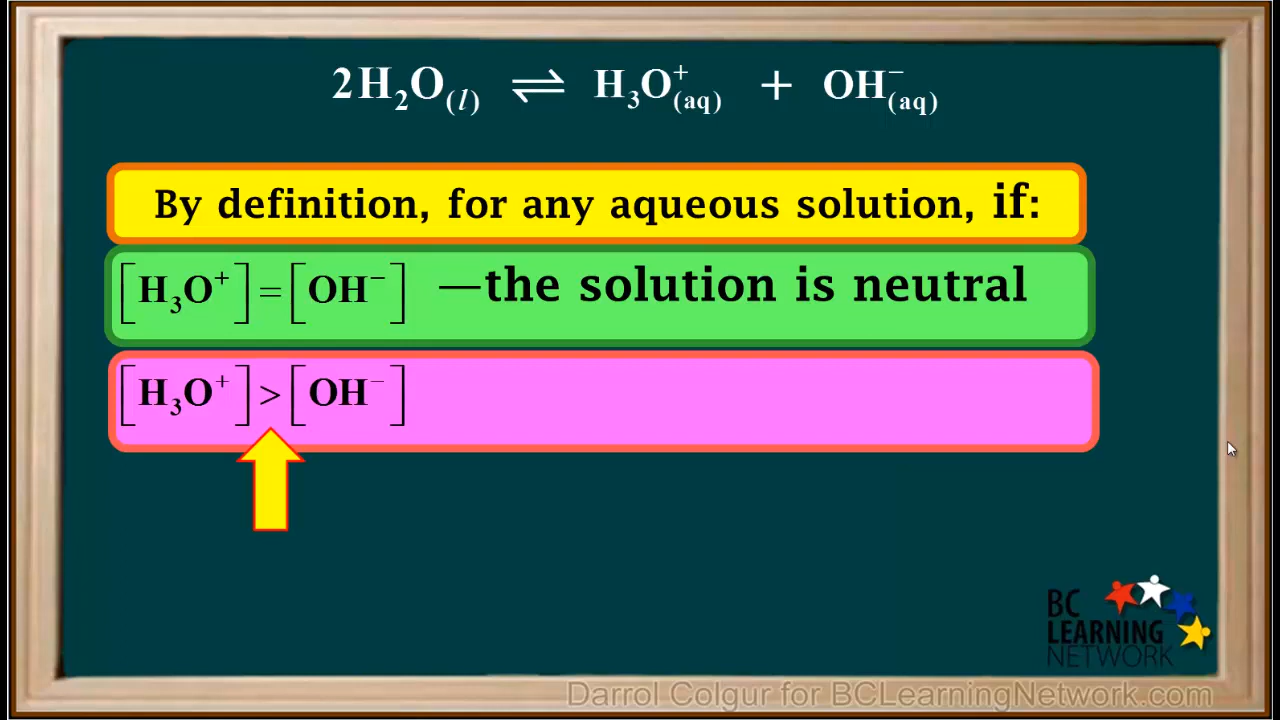 2H₂O(l) ⇌ H₃O⁺(aq) + OH⁻(aq)
By definition, for any aqueous solution, if:
[H₃O⁺] = [OH⁻] —the solution is neutral
[H₃O⁺] > [OH⁻]
BC
LEARNING
NETWORK
Darrol Colgur for BCLearningNetwork.com